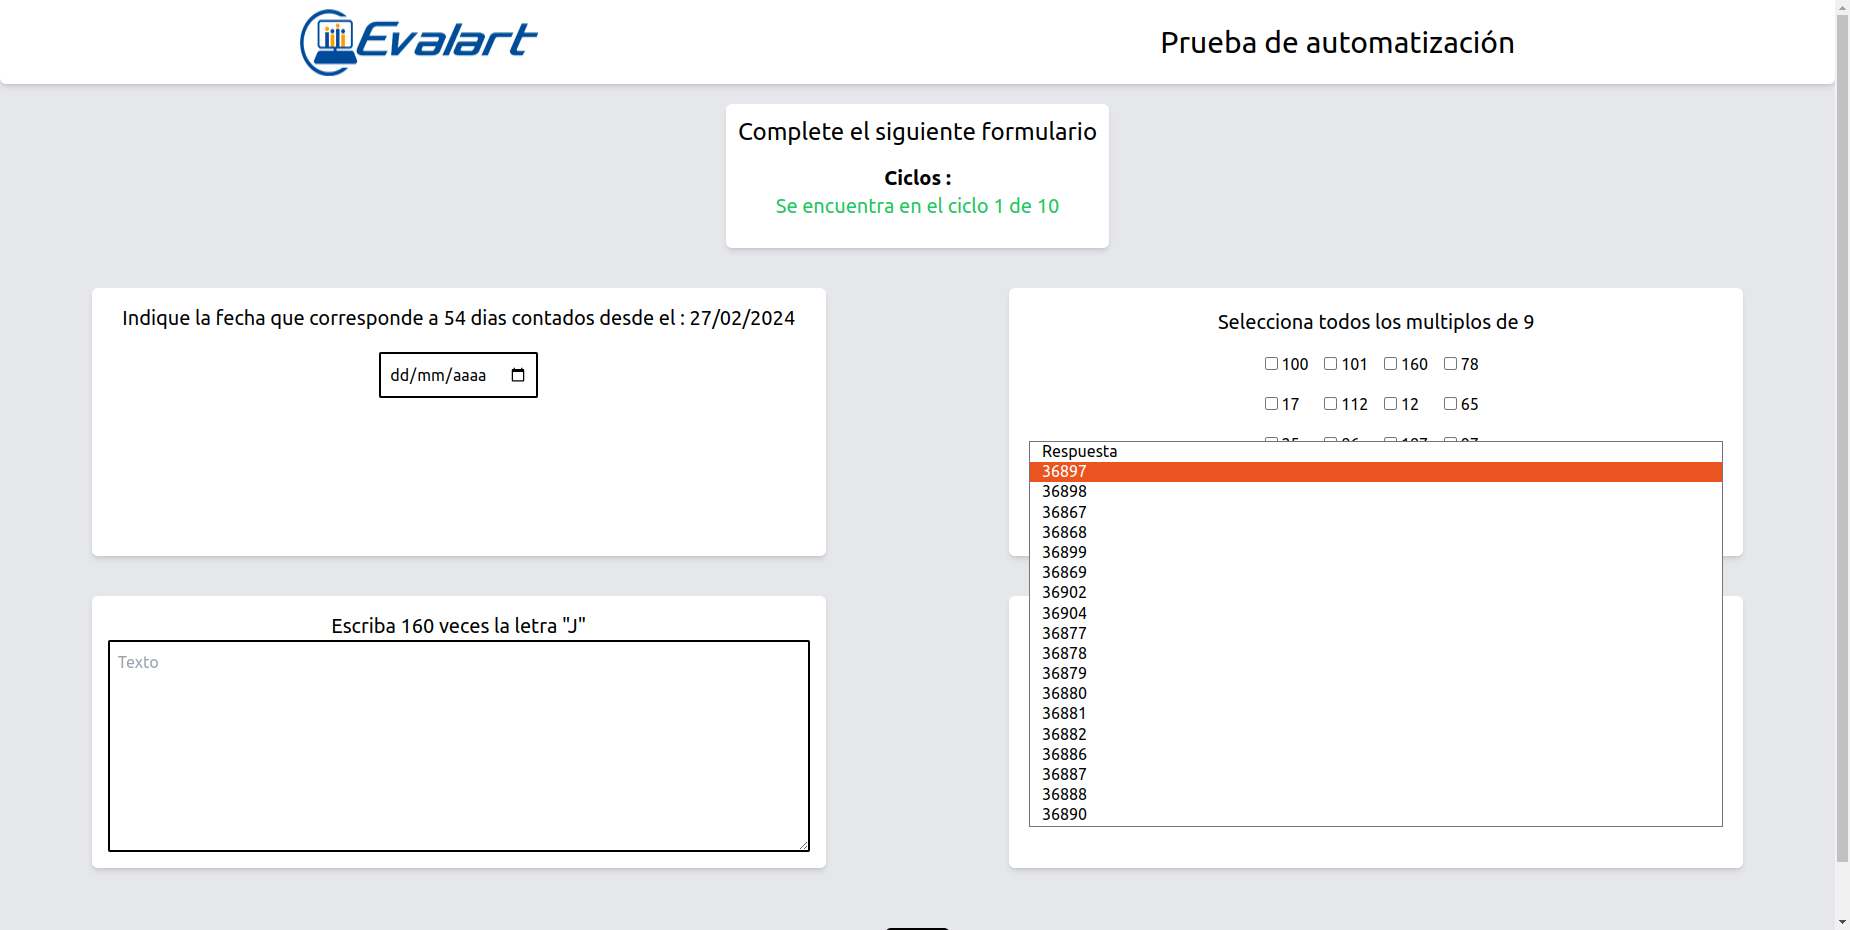 Evalart
Prueba de automatización
Complete el siguiente formulario
Ciclos :
Se encuentra en el ciclo 1 de 10
Indique la fecha que corresponde a 54 dias contados desde el : 27/02/2024
dd/mm/aaaa
Selecciona todos los multiplos de 9
100 101 160 78
17 112 12 65
Respuesta
36897
36898
36867
36868
36899
36869
36902
36904
36877
36878
36879
36880
36881
36882
36886
36887
36888
36890
Escriba 160 veces la letra "J"
Texto